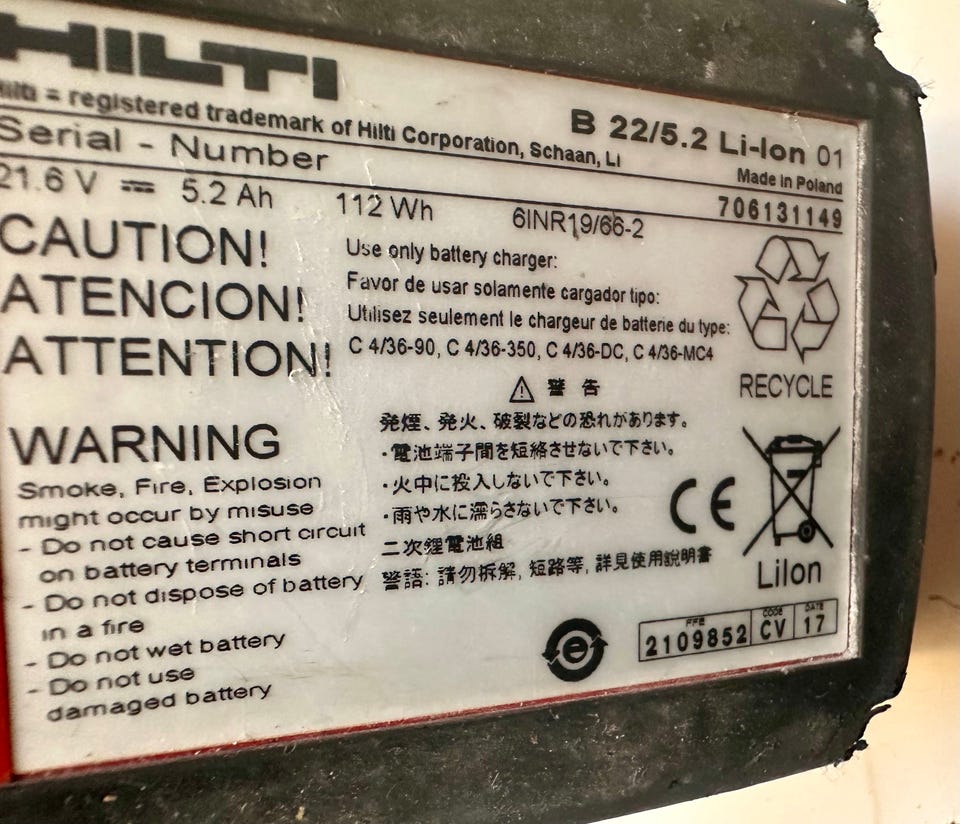 HILTI
Hilti = registered trademark of Hilti Corporation, Schaan, LI
B 22/5.2 Li-Ion 01
Made in Poland
Serial - Number
706131149
21.6 V ⎓ 5.2 Ah 112 Wh 6INR19/66-2
CAUTION!
ATENCION!
ATTENTION!
Use only battery charger:
Favor de usar solamente cargador tipo:
Utilisez seulement le chargeur de batterie du type:
C 4/36-90, C 4/36-350, C 4/36-DC, C 4/36-MC4
RECYCLE
WARNING
Smoke, Fire, Explosion
might occur by misuse
- Do not cause short circuit
on battery terminals
- Do not dispose of battery
in a fire
- Do not wet battery
- Do not use
damaged battery
⚠ 警告
発煙、発火、破裂などの恐れがあります。
・電池端子間を短絡させないで下さい。
・火中に投入しないで下さい。
・雨や水に濡らさないで下さい。
二次鋰電池組
警語: 請勿拆解, 短路等, 詳見使用說明書
CE
LiIon
e
2109852 CODE CV DATE 17